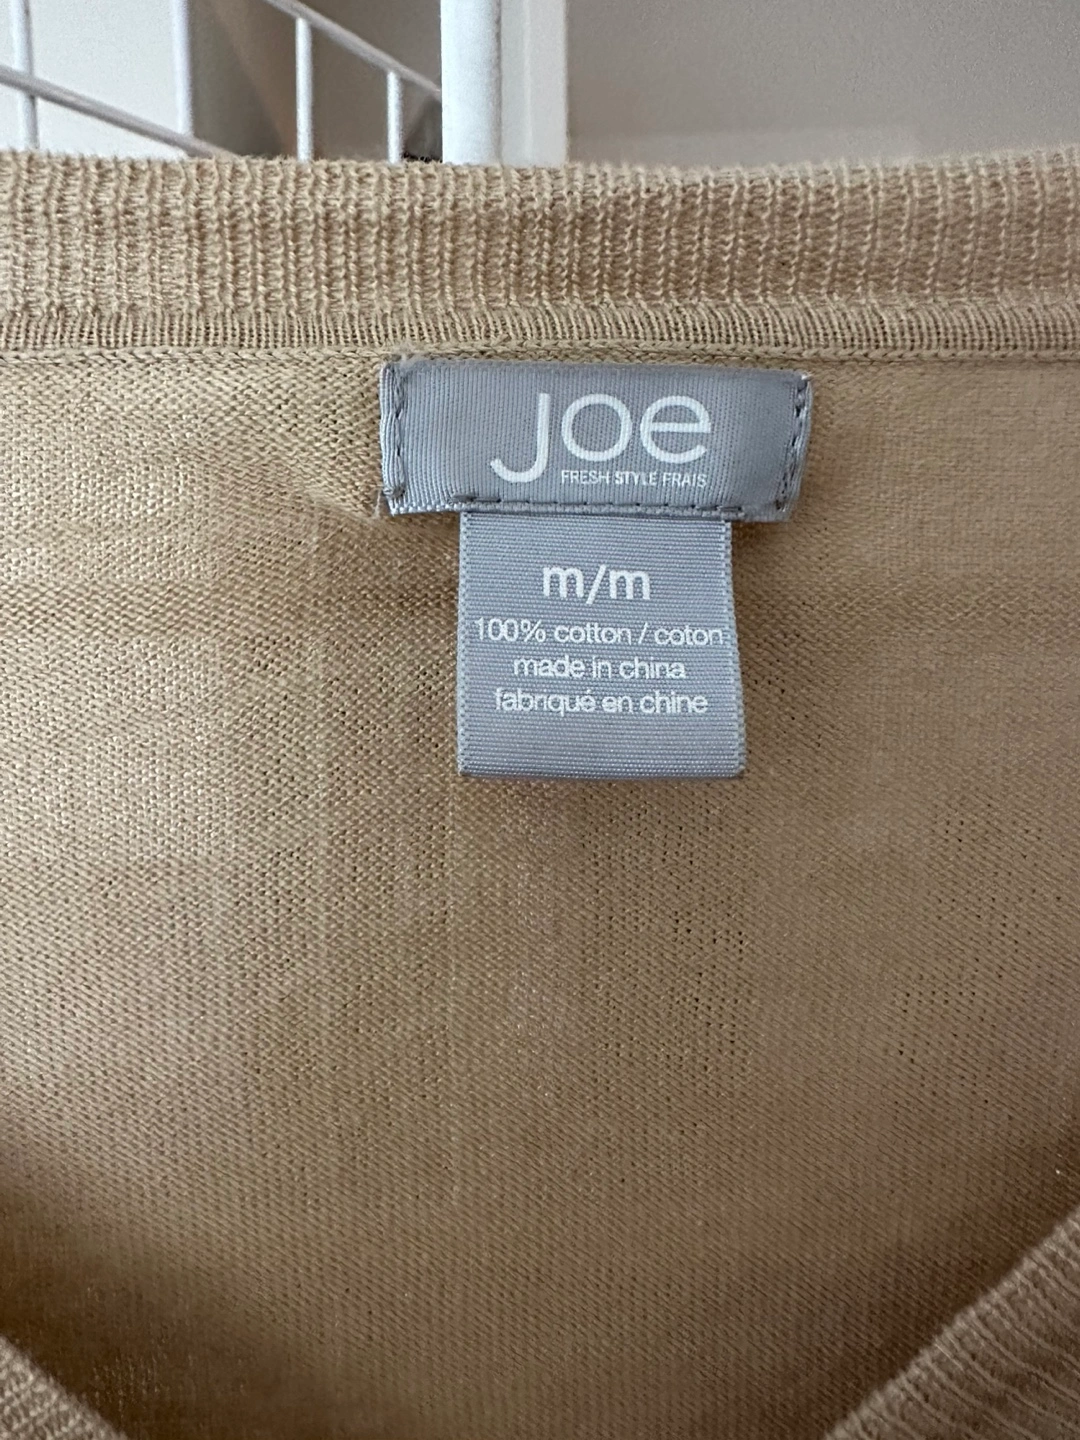 joe
FRESH STYLE FRAIS
m/m
100% cotton / coton
made in china
fabriqué en chine